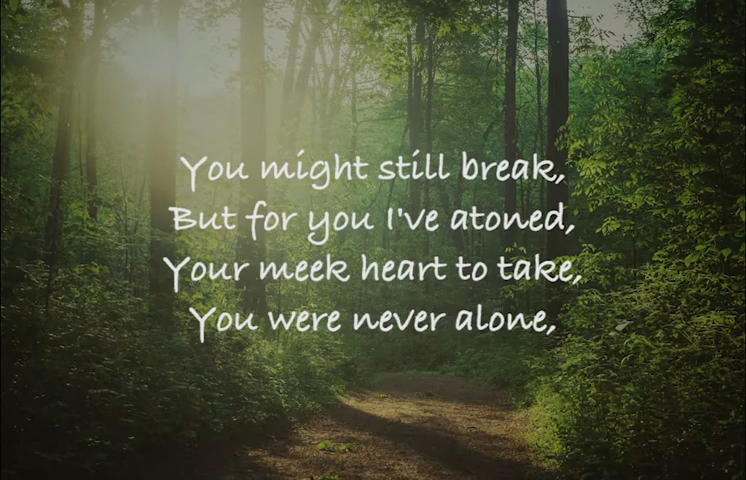 You might still break,
But for you I've atoned,
Your meek heart to take,
You were never alone,